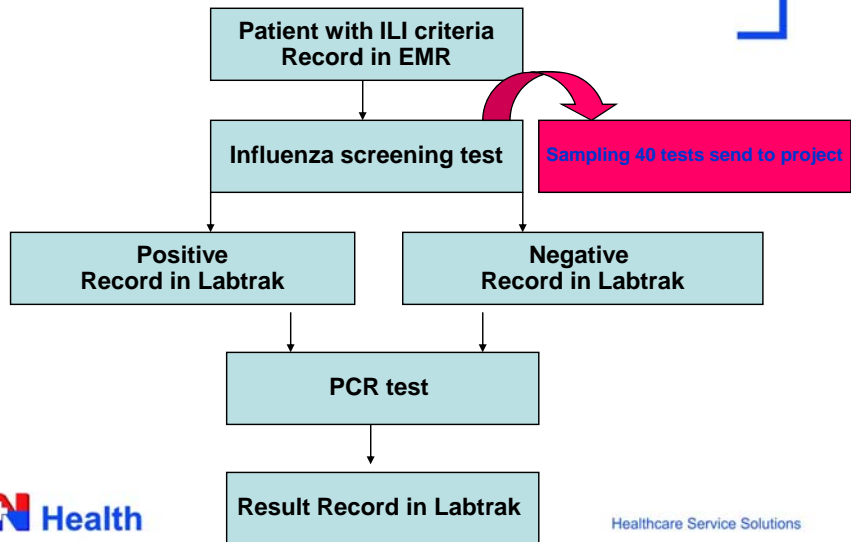 Patient with ILI criteria
Record in EMR
Influenza screening test
Sampling 40 tests send to project
Positive
Record in Labtrak
Negative
Record in Labtrak
PCR test
Result Record in Labtrak
N Health
Healthcare Service Solutions